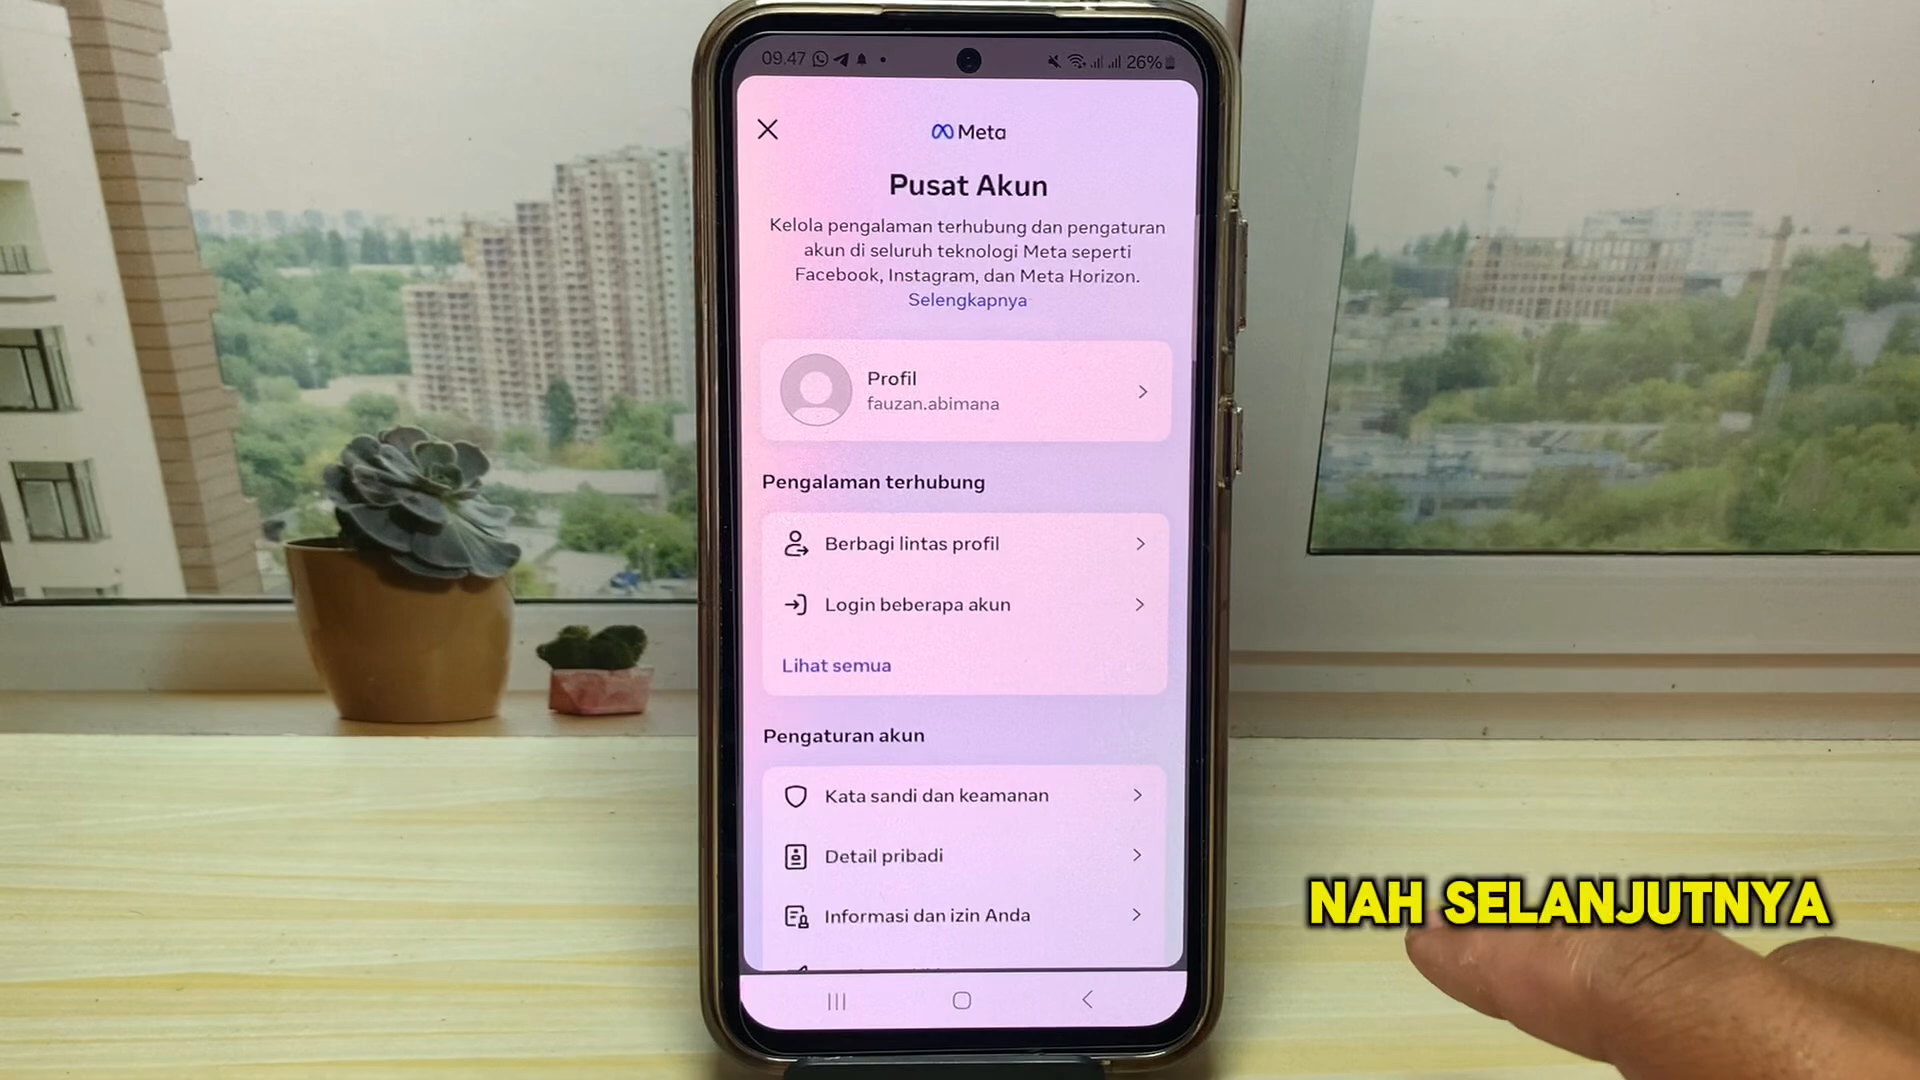 09.47
26%
Meta
Pusat Akun
Kelola pengalaman terhubung dan pengaturan
akun di seluruh teknologi Meta seperti
Facebook, Instagram, dan Meta Horizon.
Selengkapnya
Profil
fauzan.abimana
Pengalaman terhubung
Berbagi lintas profil
Login beberapa akun
Lihat semua
Pengaturan akun
Kata sandi dan keamanan
Detail pribadi
Informasi dan izin Anda
NAH SELANJUTNYA